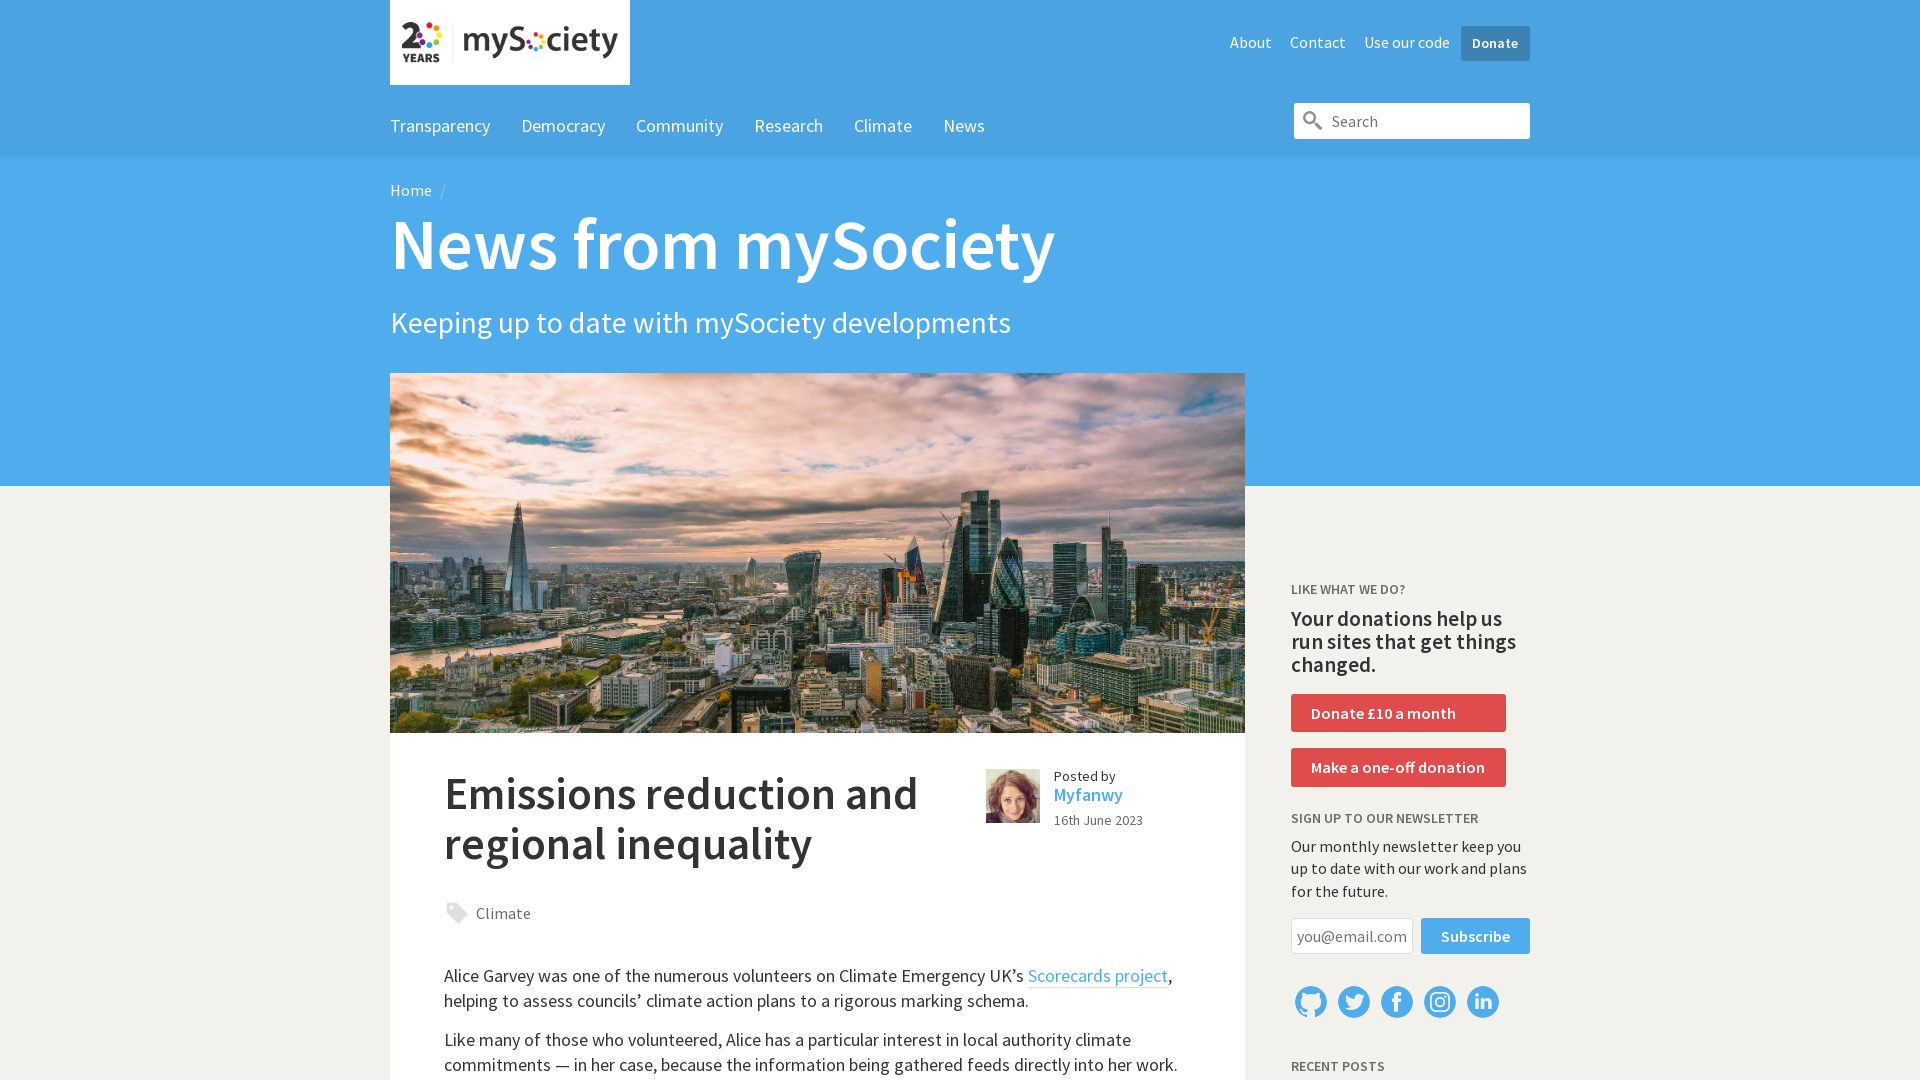 20 YEARS mySociety
About Contact Use our code Donate
Transparency Democracy Community Research Climate News
Search
Home /
News from mySociety
Keeping up to date with mySociety developments
Emissions reduction and
regional inequality
Posted by
Myfanwy
16th June 2023
Climate
Alice Garvey was one of the numerous volunteers on Climate Emergency UK’s Scorecards project,
helping to assess councils’ climate action plans to a rigorous marking schema.
Like many of those who volunteered, Alice has a particular interest in local authority climate
commitments — in her case, because the information being gathered feeds directly into her work.
LIKE WHAT WE DO?
Your donations help us
run sites that get things
changed.
Donate £10 a month
Make a one-off donation
SIGN UP TO OUR NEWSLETTER
Our monthly newsletter keep you
up to date with our work and plans
for the future.
you@email.com Subscribe
RECENT POSTS